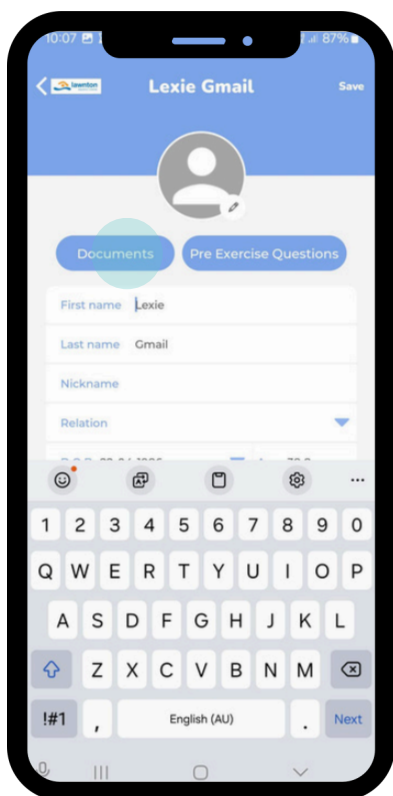 10:07 87%
lawnton Lexie Gmail Save
Documents Pre Exercise Questions
First name Lexie
Last name Gmail
Nickname
Relation
1 2 3 4 5 6 7 8 9 0
Q W E R T Y U I O P
A S D F G H J K L
Z X C V B N M
!#1 , English (AU) . Next